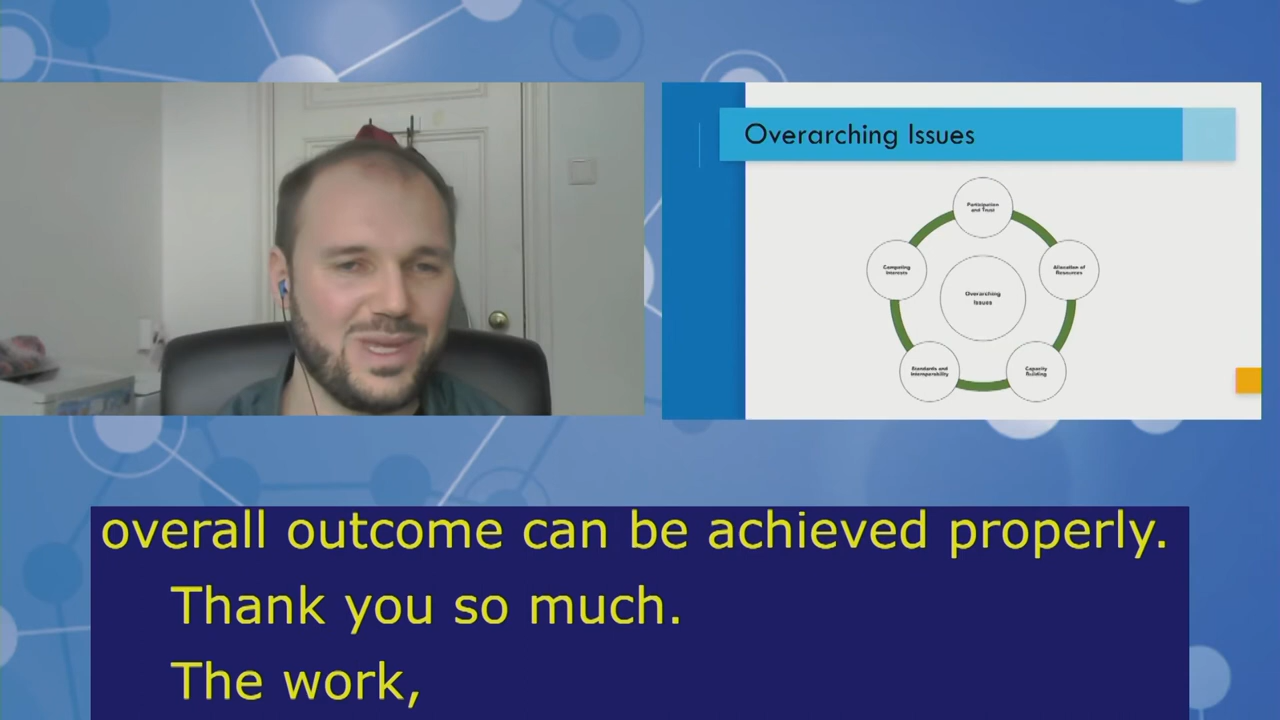 Overarching Issues
Participation
and Trust
Competing
Interests
Allocation of
Resources
Overarching
Issues
Standards and
Interoperability
Capacity
Building
overall outcome can be achieved properly.
Thank you so much.
The work,